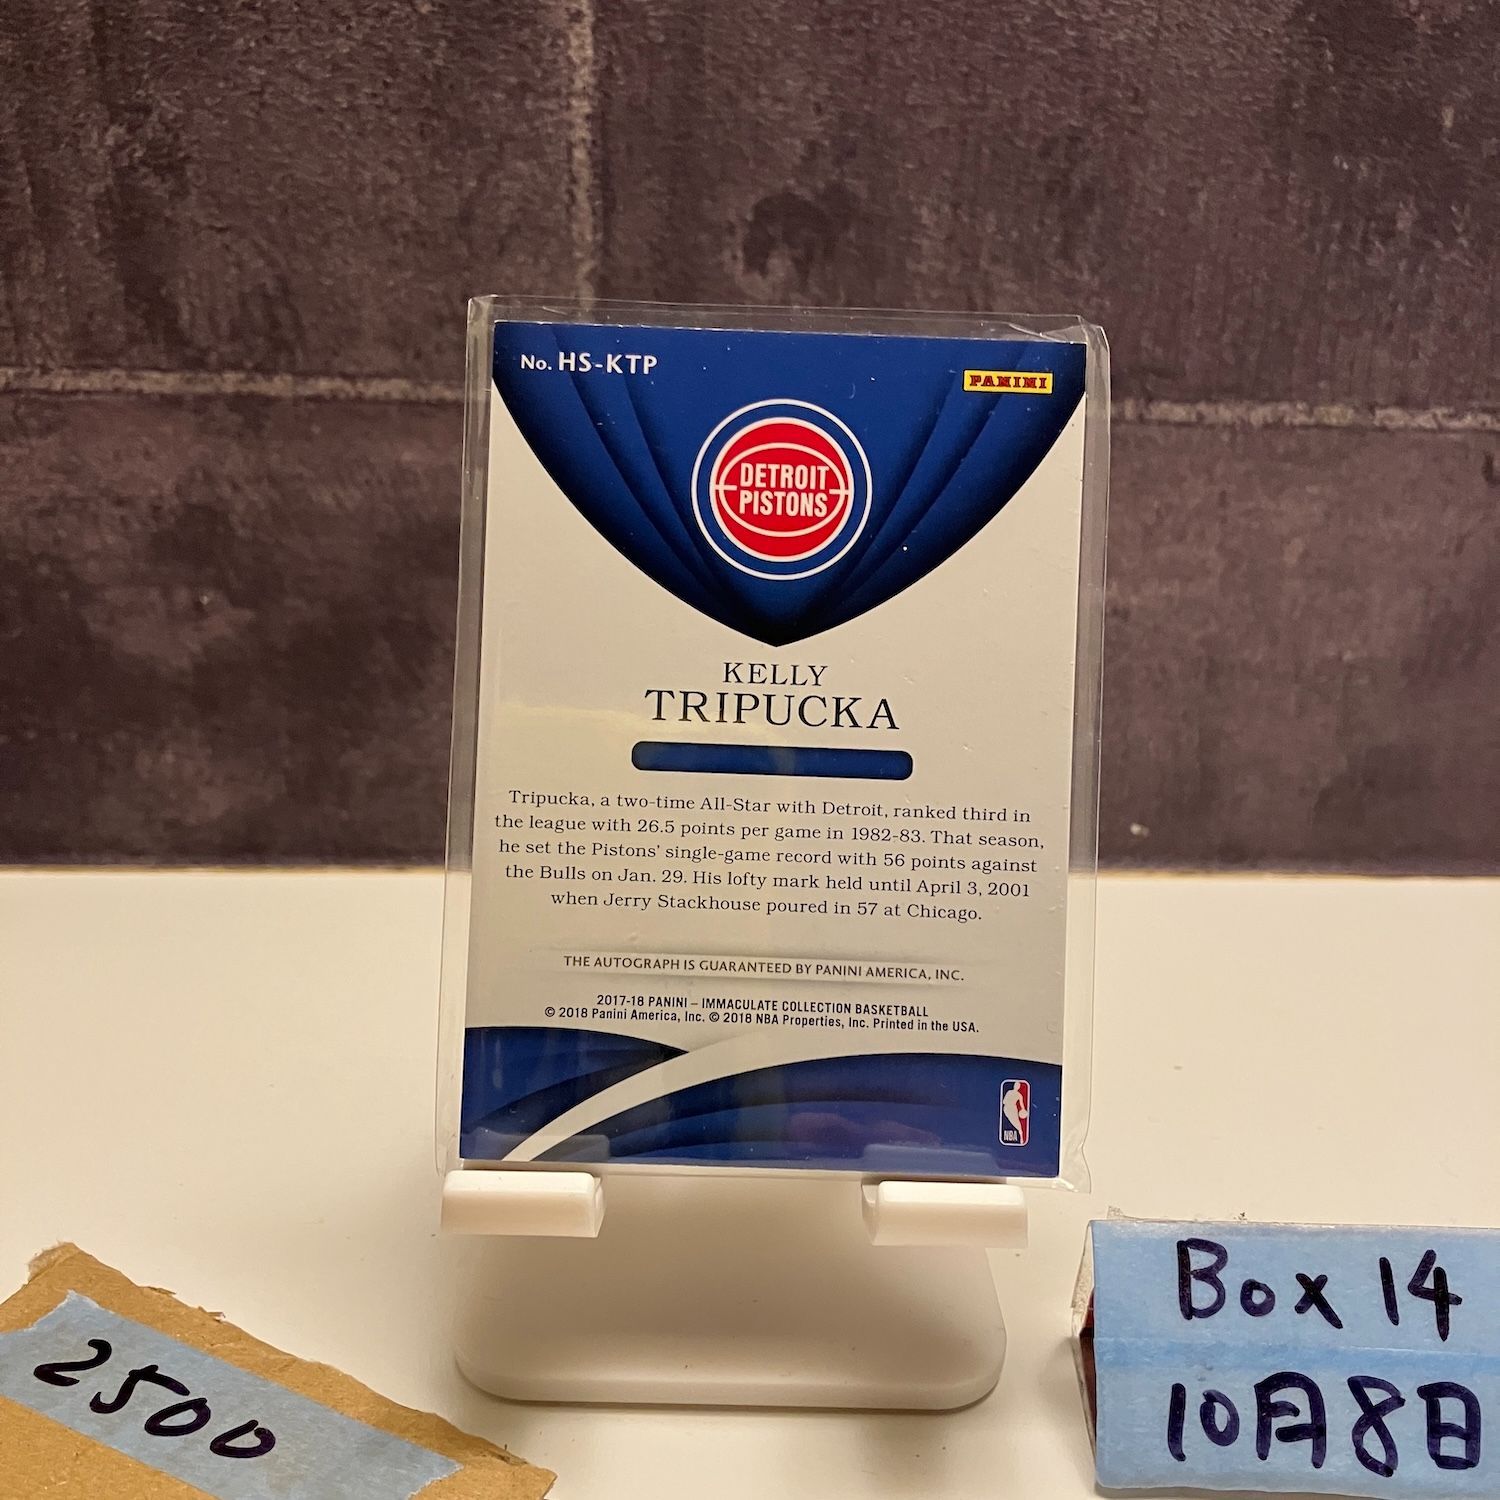 No. HS-KTP
PANINI
DETROIT
PISTONS
KELLY
TRIPUCKA
Tripucka, a two-time All-Star with Detroit, ranked third in
the league with 26.5 points per game in 1982-83. That season,
he set the Pistons' single-game record with 56 points against
the Bulls on Jan. 29. His lofty mark held until April 3, 2001
when Jerry Stackhouse poured in 57 at Chicago.
THE AUTOGRAPH IS GUARANTEED BY PANINI AMERICA, INC.
2017-18 PANINI – IMMACULATE COLLECTION BASKETBALL
© 2018 Panini America, Inc. © 2018 NBA Properties, Inc. Printed in the USA.
NBA
2500
Box 14
10月8日